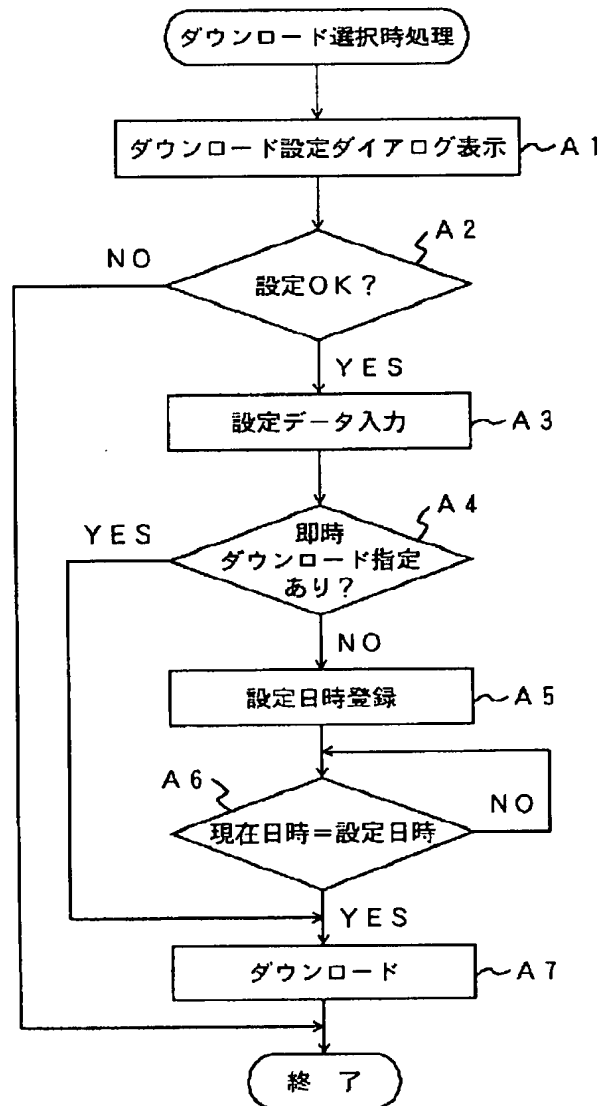 ダウンロード選択時処理
ダウンロード設定ダイアログ表示
A1
A2
NO
設定OK?
YES
設定データ入力
A3
A4
YES
即時
ダウンロード指定
あり?
NO
設定日時登録
A5
A6
NO
現在日時=設定日時
YES
ダウンロード
A7
終 了